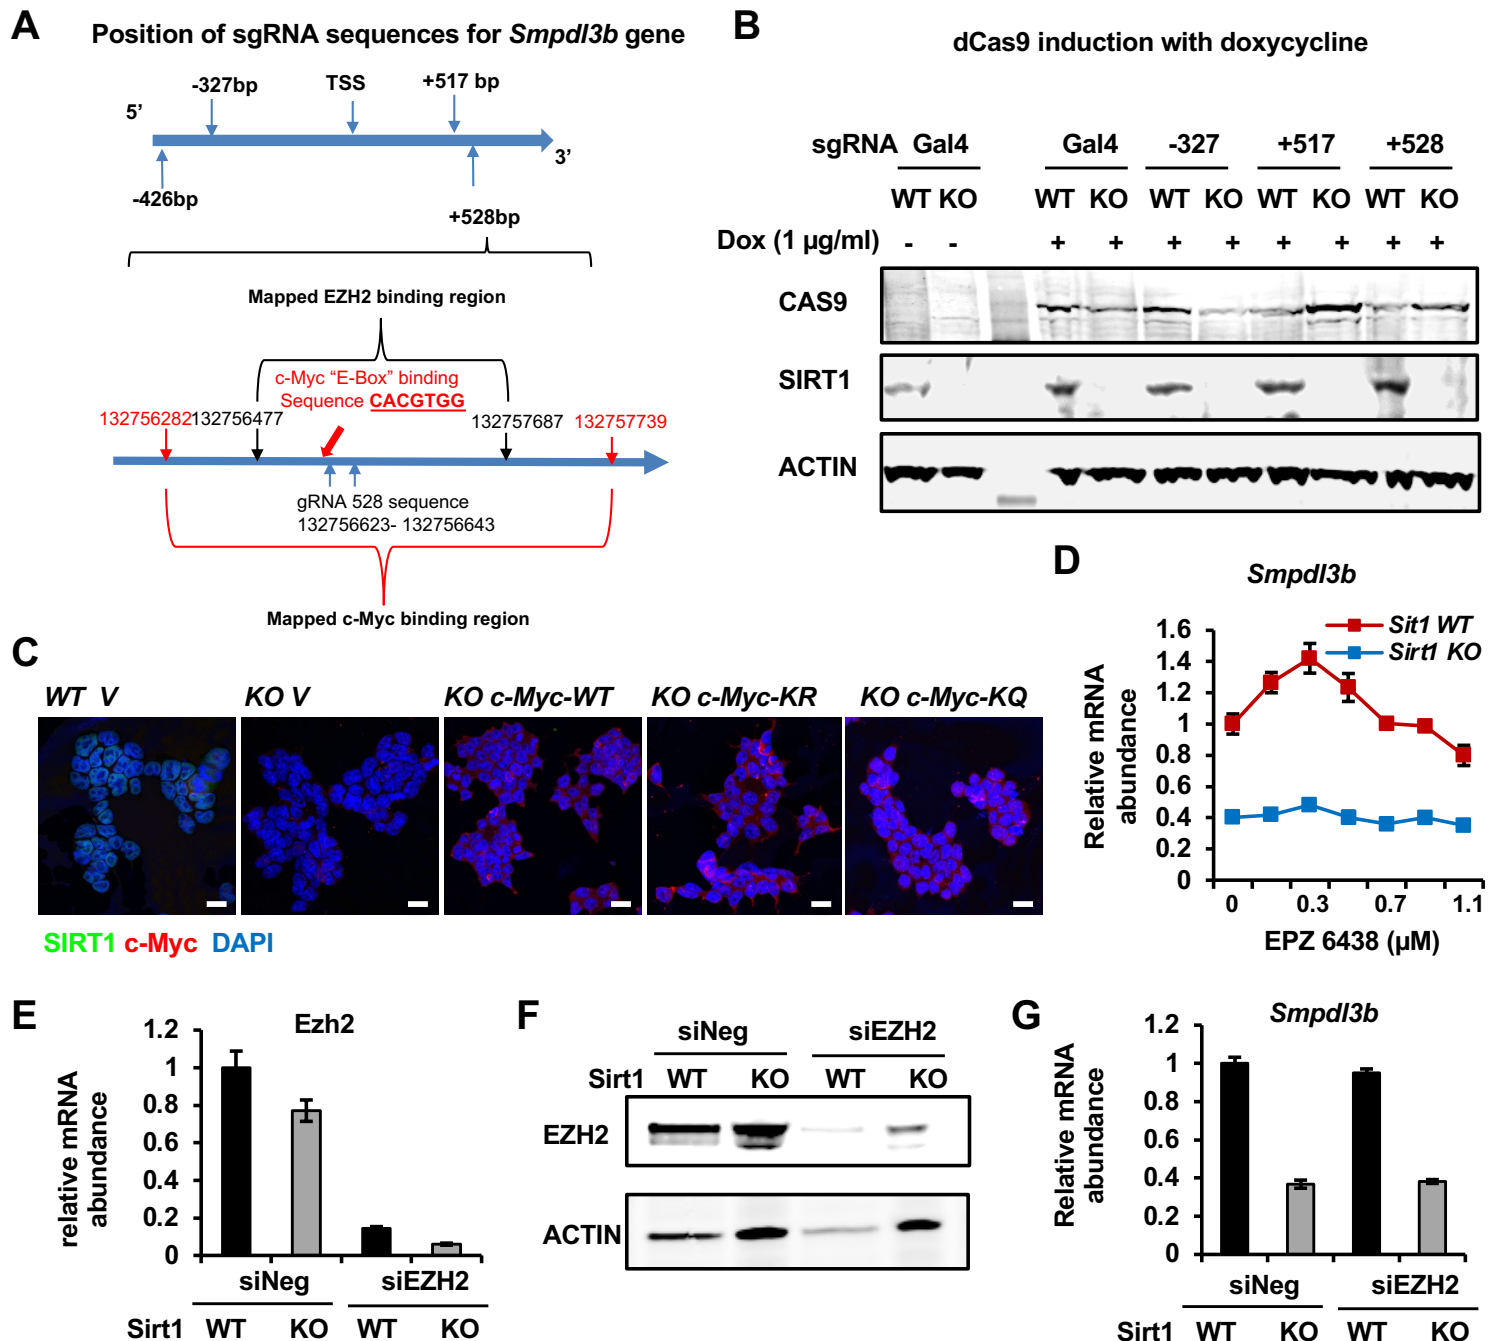 A
Position of sgRNA sequences for Smpdl3b gene
-327bp
TSS
+517 bp
5’
3’
-426bp
+528bp
Mapped EZH2 binding region
c-Myc “E-Box” binding
Sequence CACGTGG
132756282
132756477
132757687
132757739
gRNA 528 sequence
132756623- 132756643
Mapped c-Myc binding region
B
dCas9 induction with doxycycline
sgRNA Gal4 Gal4 -327 +517 +528
WT KO WT KO WT KO WT KO WT KO
Dox (1 µg/ml) - - + + + + + + + +
CAS9
SIRT1
ACTIN
C
WT V
KO V
KO c-Myc-WT
KO c-Myc-KR
KO c-Myc-KQ
SIRT1 c-Myc DAPI
D
Smpdl3b
Sit1 WT
Sirt1 KO
Relative mRNA
abundance
1.6
1.4
1.2
1
0.8
0.6
0.4
0.2
0
0 0.3 0.7 1.1
EPZ 6438 (µM)
E
Ezh2
relative mRNA
abundance
1.2
1
0.8
0.6
0.4
0.2
0
siNeg siEZH2
Sirt1 WT KO WT KO
F
siNeg siEZH2
Sirt1 WT KO WT KO
EZH2
ACTIN
G
Smpdl3b
Relative mRNA
abundance
1.2
1
0.8
0.6
0.4
0.2
0
siNeg siEZH2
Sirt1 WT KO WT KO